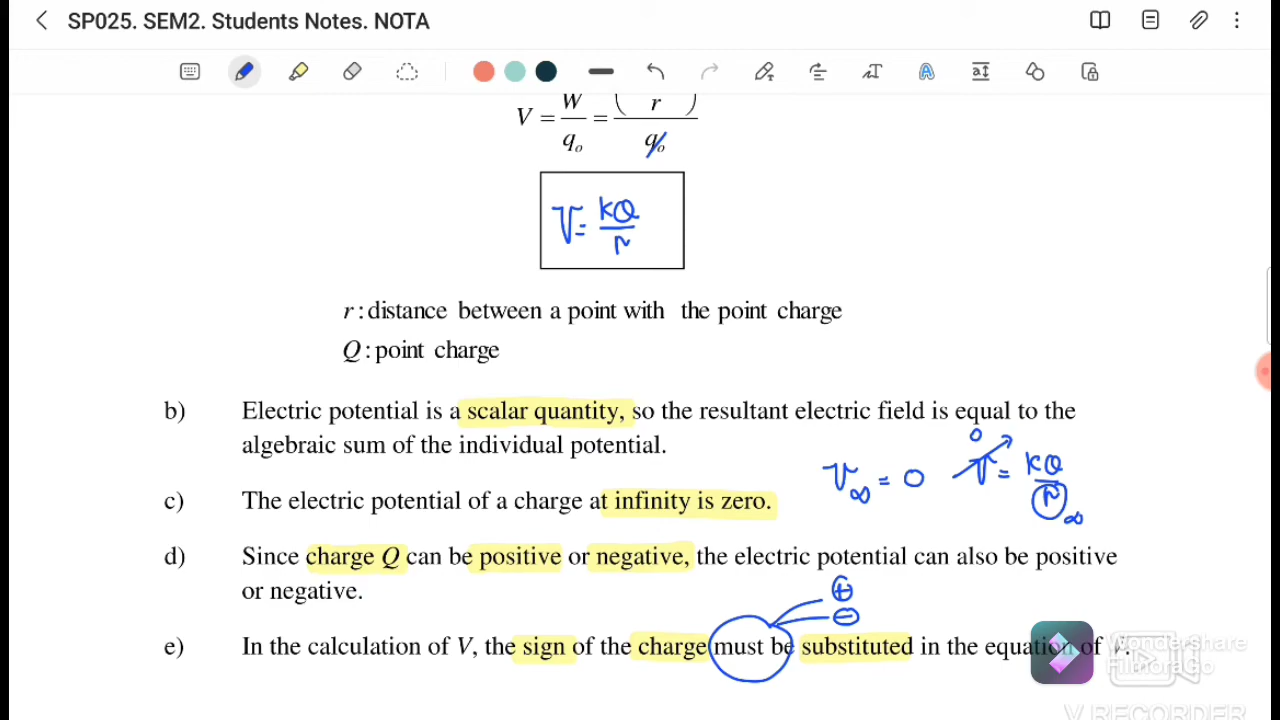 SP025. SEM2. Students Notes. NOTA
V = W/q₀ = ( r )/q₀
V = kQ/r
r : distance between a point with the point charge
Q : point charge
b) Electric potential is a scalar quantity, so the resultant electric field is equal to the
algebraic sum of the individual potential.
V∞ = 0 V = kQ/r 0 ∞
c) The electric potential of a charge at infinity is zero.
d) Since charge Q can be positive or negative, the electric potential can also be positive
or negative.
+
−
e) In the calculation of V, the sign of the charge must be substituted in the equation of V.
Wondershare
FilmoraGo
V RECORDER